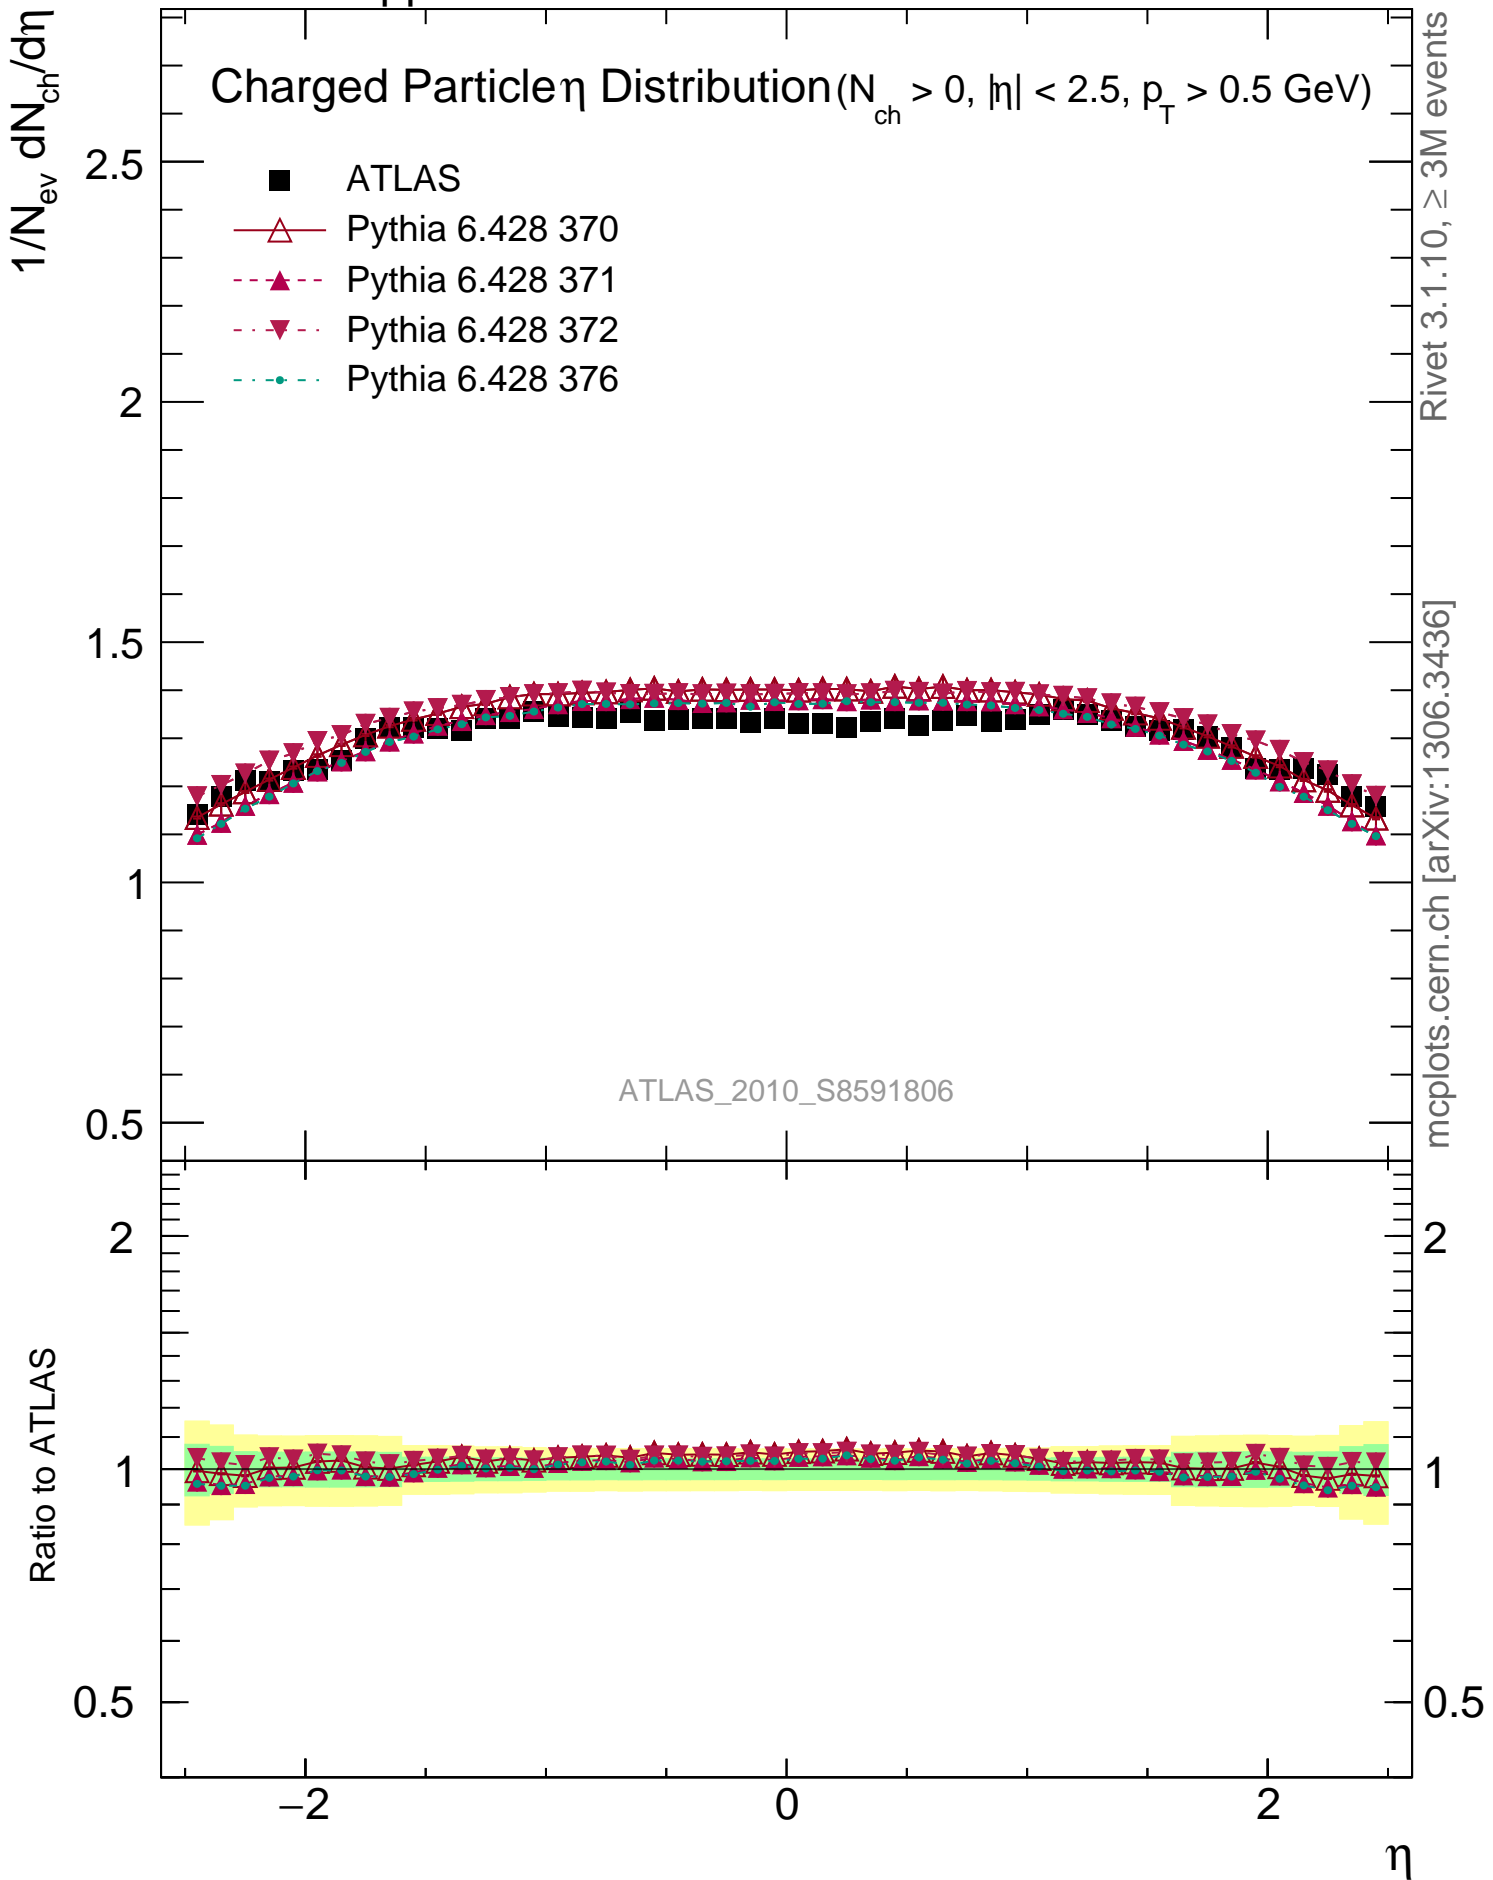 Charged Particle η Distribution (N_ch > 0, |η| < 2.5, p_T > 0.5 GeV)
1/N_ev dN_ch/dη
ATLAS
Pythia 6.428 370
Pythia 6.428 371
Pythia 6.428 372
Pythia 6.428 376
2.5
2
1.5
1
0.5
ATLAS_2010_S8591806
Rivet 3.1.10, ≥ 3M events
mcplots.cern.ch [arXiv:1306.3436]
Ratio to ATLAS
2
1
0.5
2
1
0.5
−2
0
2
η